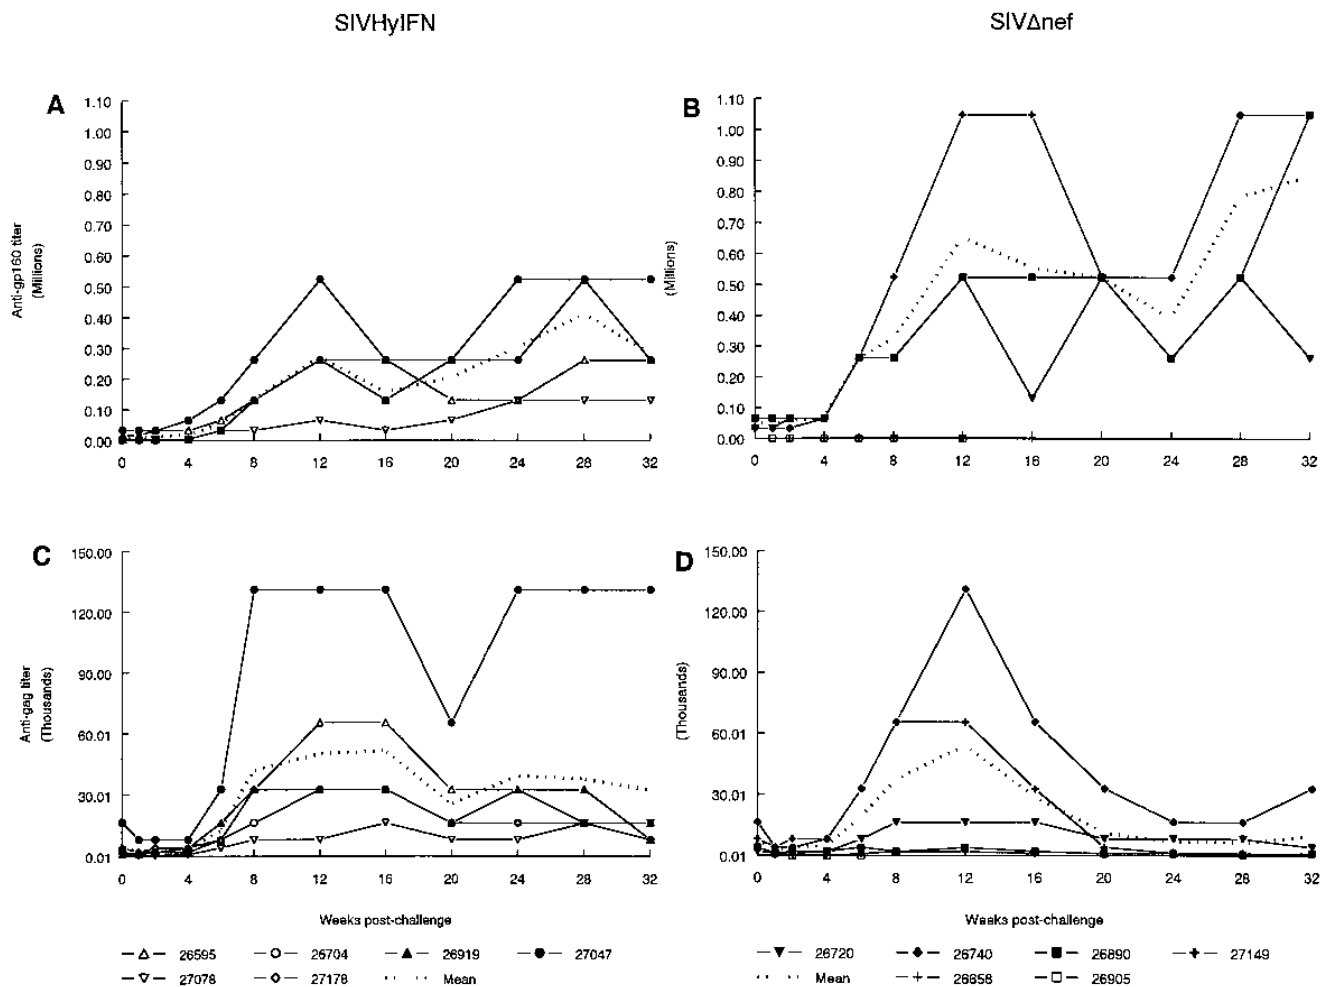 SIVHyIFN
SIVΔnef
A
1.10
1.00
0.90
0.80
0.70
0.60
0.50
0.40
0.30
0.20
0.10
0.00
Anti-gp160 titer
(Millions)
0 4 8 12 16 20 24 28 32
B
1.10
1.00
0.90
0.80
0.70
0.60
0.50
0.40
0.30
0.20
0.10
0.00
(Millions)
0 4 8 12 16 20 24 28 32
C
150.00
120.00
90.00
60.01
30.01
0.01
Anti-gag titer
(Thousands)
0 4 8 12 16 20 24 28 32
Weeks post-challenge
26595 26704 26919 27047
27078 27178 Mean
D
150.00
120.00
90.00
60.01
30.01
0.01
(Thousands)
0 4 8 12 16 20 24 28 32
Weeks post-challenge
26720 26740 26890 27149
Mean 26658 26905